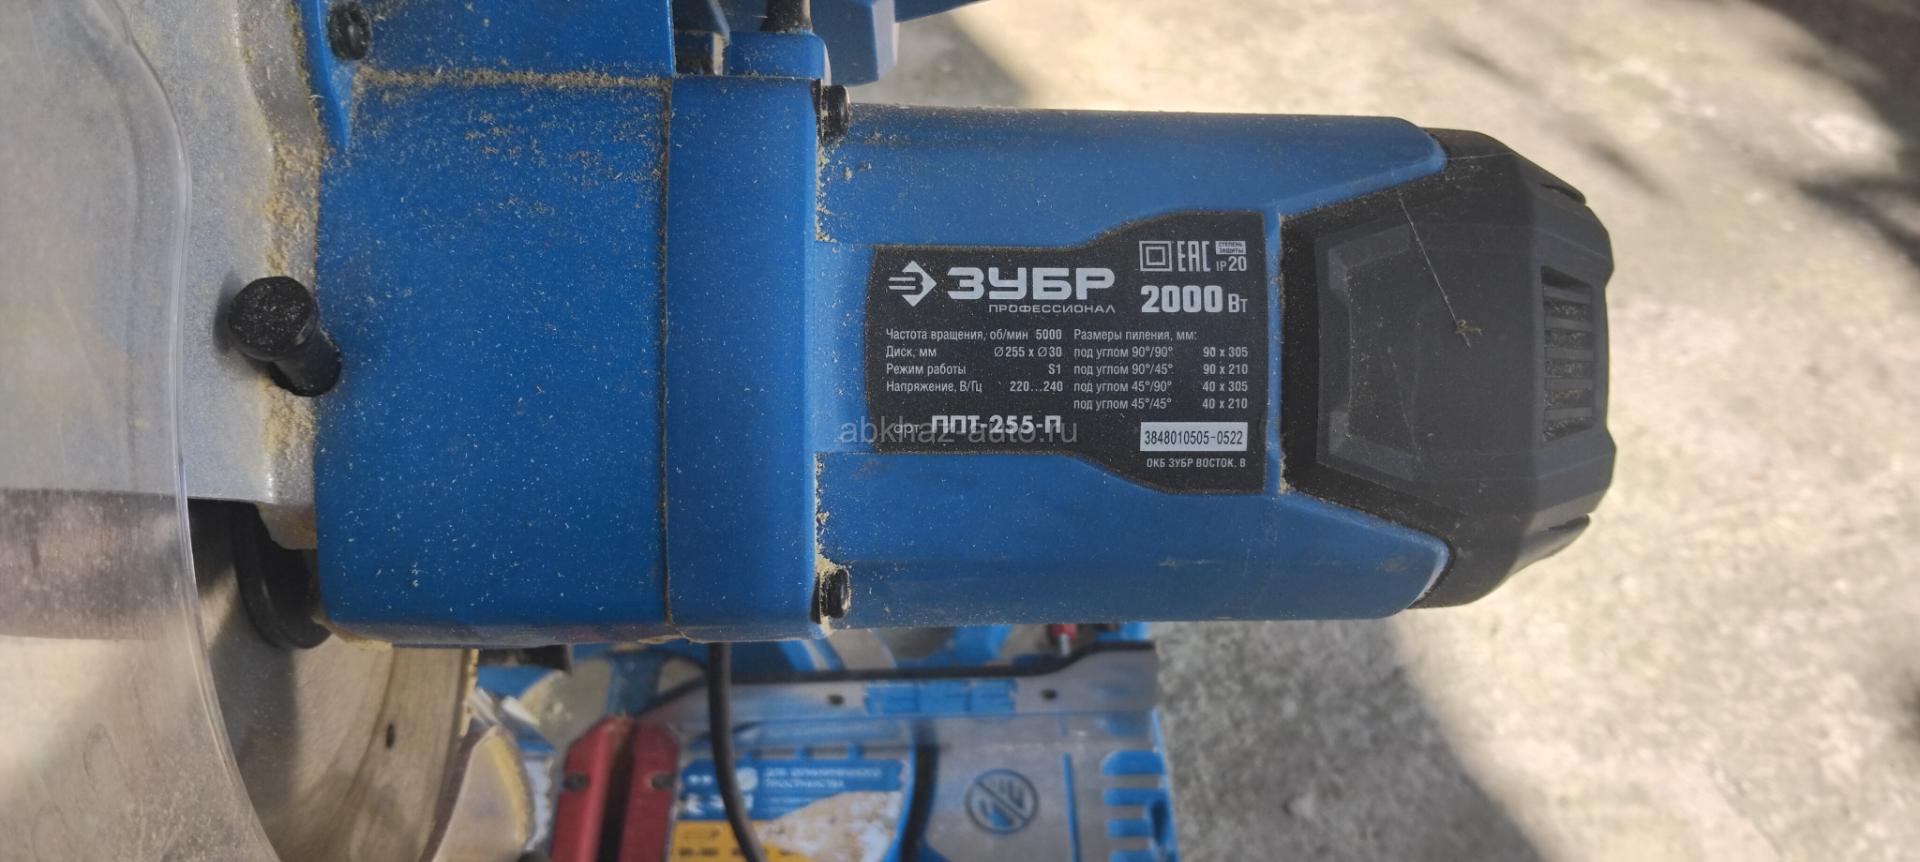 ЗУБР
ПРОФЕССИОНАЛ
EAC
СТЕПЕНЬ ЗАЩИТЫ
IP20
2000 Вт
Частота вращения, об/мин 5000
Диск, мм Ø 255 x Ø 30
Режим работы S1
Напряжение, В/Гц 220...240
арт. ППТ-255-П
Размеры пиления, мм:
под углом 90°/90° 90 x 305
под углом 90°/45° 90 x 210
под углом 45°/90° 40 x 305
под углом 45°/45° 40 x 210
3848010505-0522
ОКБ ЗУБР ВОСТОК, В
abkhaz-auto.ru